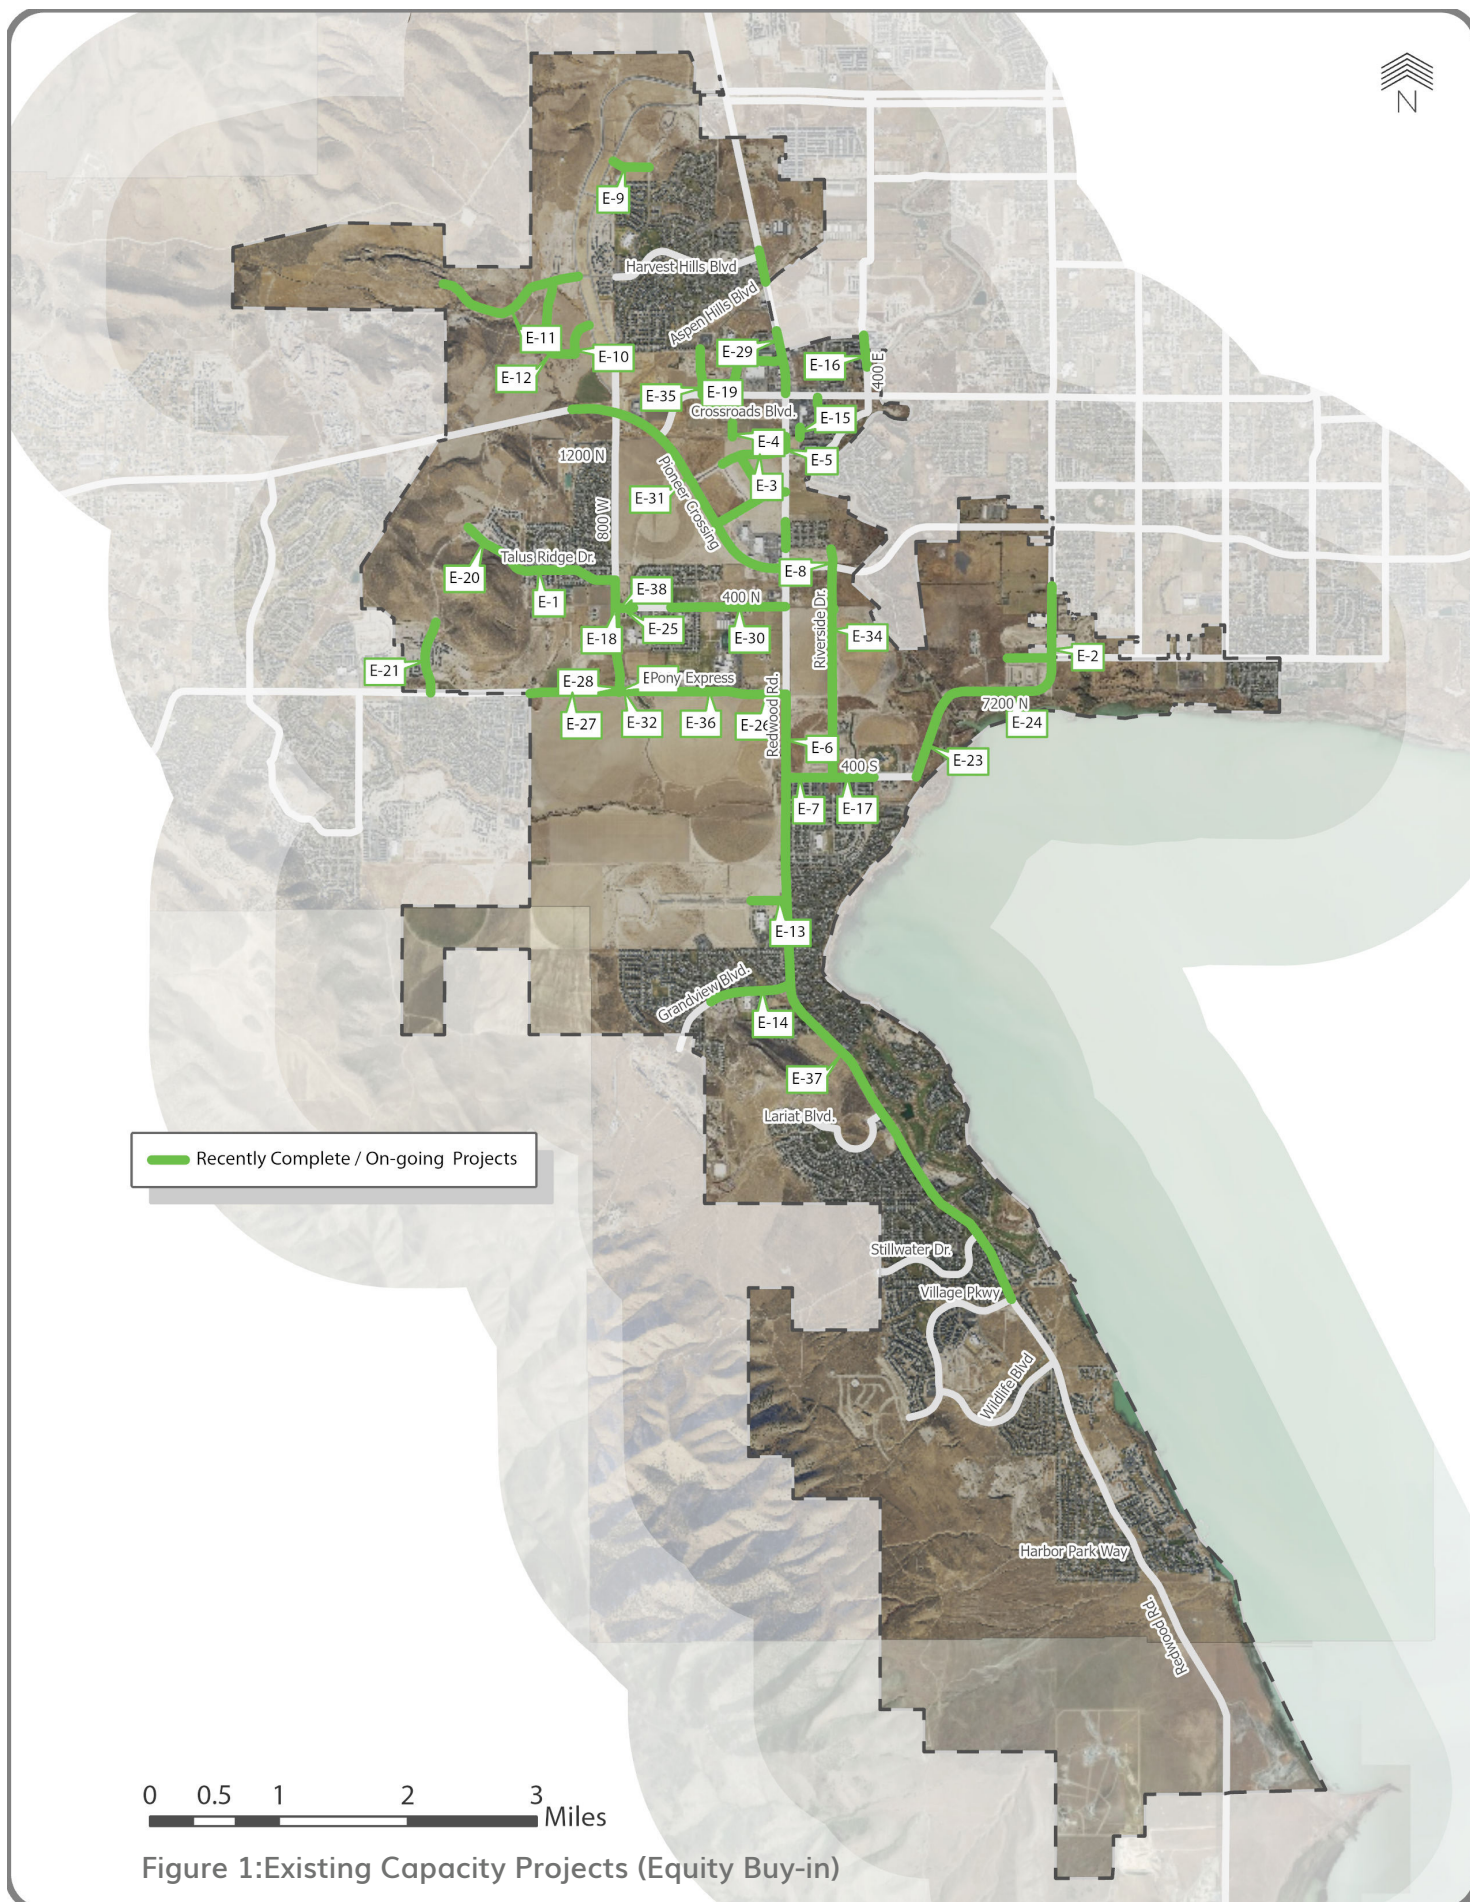 N
E-9
Harvest Hills Blvd
Aspen Hills Blvd
E-11
E-29
E-10
E-16
400 E
E-12
E-19
E-35
Crossroads Blvd.
E-15
E-4
1200 N
E-5
Pioneer Crossing
E-3
E-31
800 W
Talus Ridge Dr.
E-8
E-20
E-38
E-1
400 N
Riverside Dr.
E-25
E-18
E-30
E-34
E-2
E-21
Pony Express
E-28
Redwood Rd.
7200 N
E-27
E-32
E-36
E-26
E-24
E-6
E-23
400 S
E-7
E-17
E-13
Grandview Blvd.
E-14
E-37
Lariat Blvd.
Recently Complete / On-going Projects
Stillwater Dr.
Village Pkwy
Wildlife Blvd
Harbor Park Way
Redwood Rd.
0 0.5 1 2 3
Miles
Figure 1:Existing Capacity Projects (Equity Buy-in)